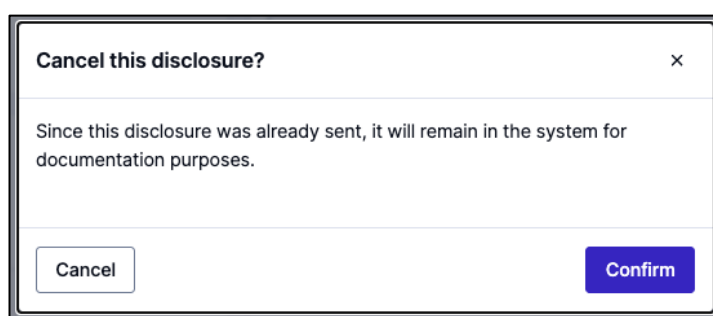 Cancel this disclosure?
Since this disclosure was already sent, it will remain in the system for
documentation purposes.
Cancel
Confirm